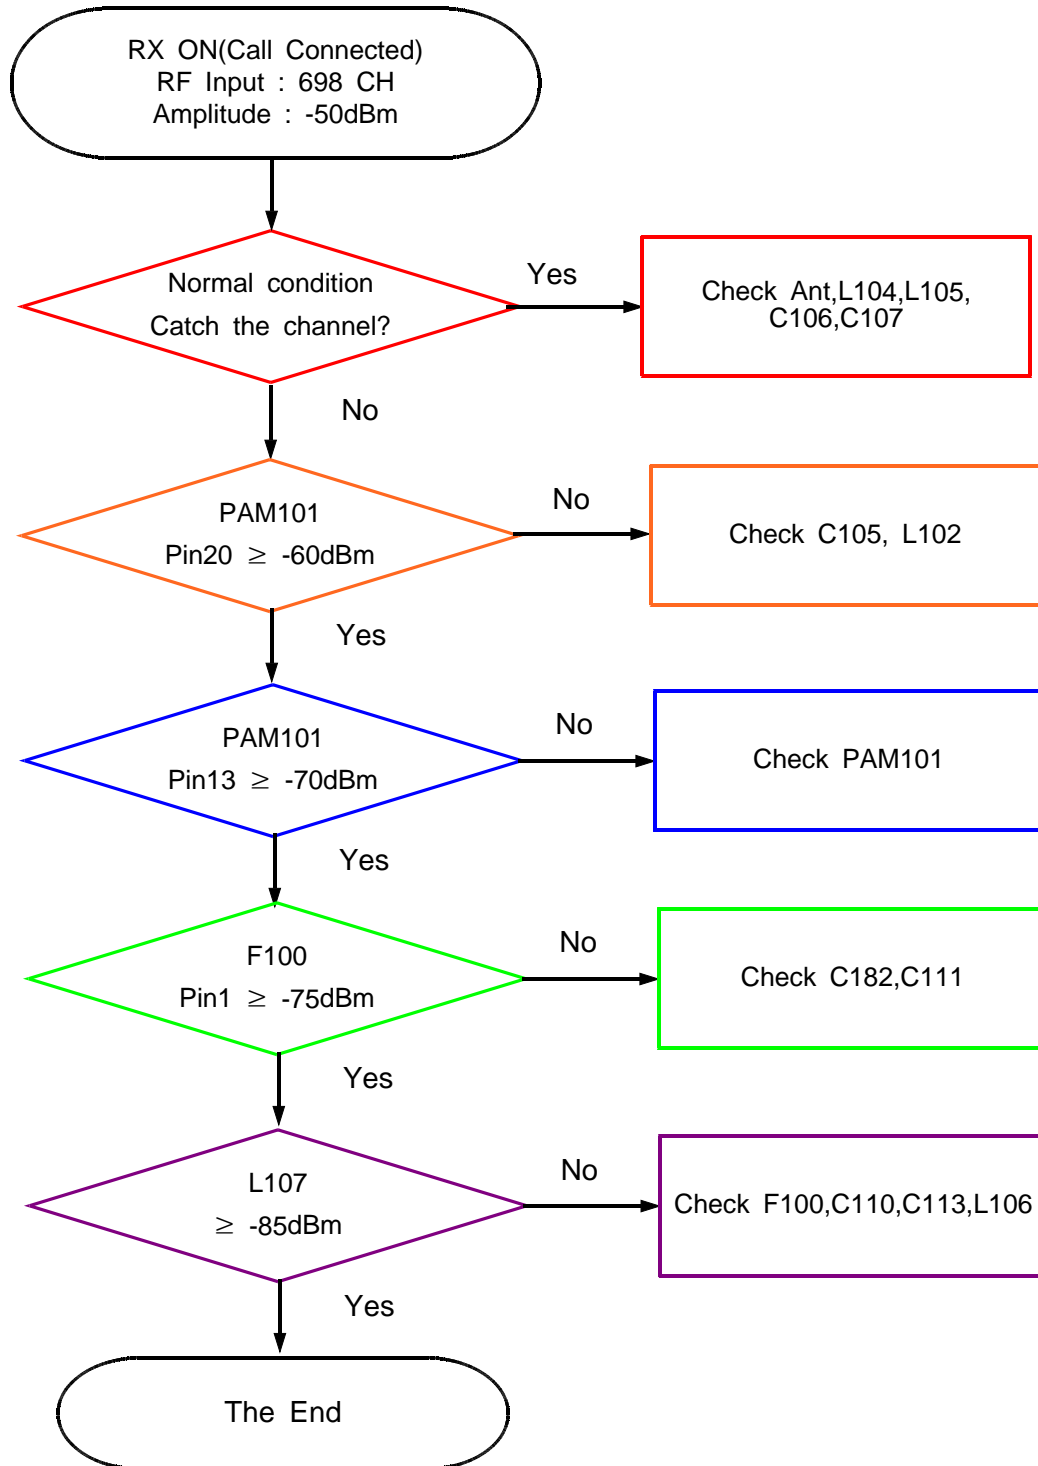 RX ON(Call Connected)
RF Input : 698 CH
Amplitude : -50dBm
Normal condition
Catch the channel?
Yes
Check Ant,L104,L105,
C106,C107
No
PAM101
Pin20 ≥ -60dBm
No
Check C105, L102
Yes
PAM101
Pin13 ≥ -70dBm
No
Check PAM101
Yes
F100
Pin1 ≥ -75dBm
No
Check C182,C111
Yes
L107
≥ -85dBm
No
Check F100,C110,C113,L106
Yes
The End